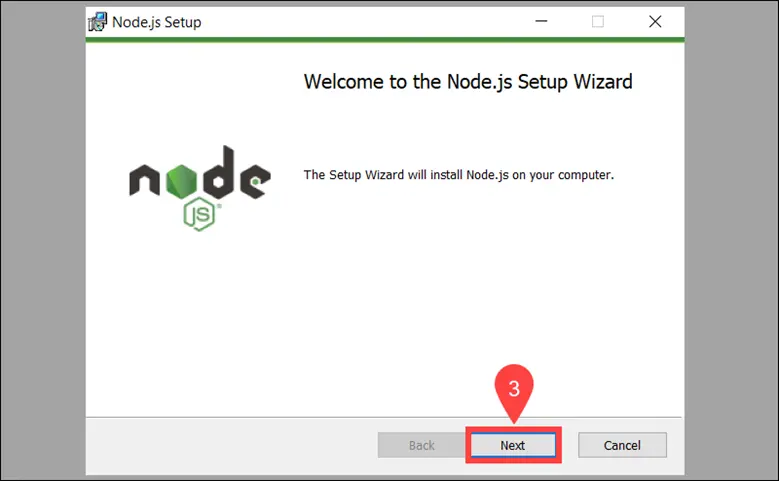 Node.js Setup
Welcome to the Node.js Setup Wizard
node
JS
The Setup Wizard will install Node.js on your computer.
3
Back
Next
Cancel